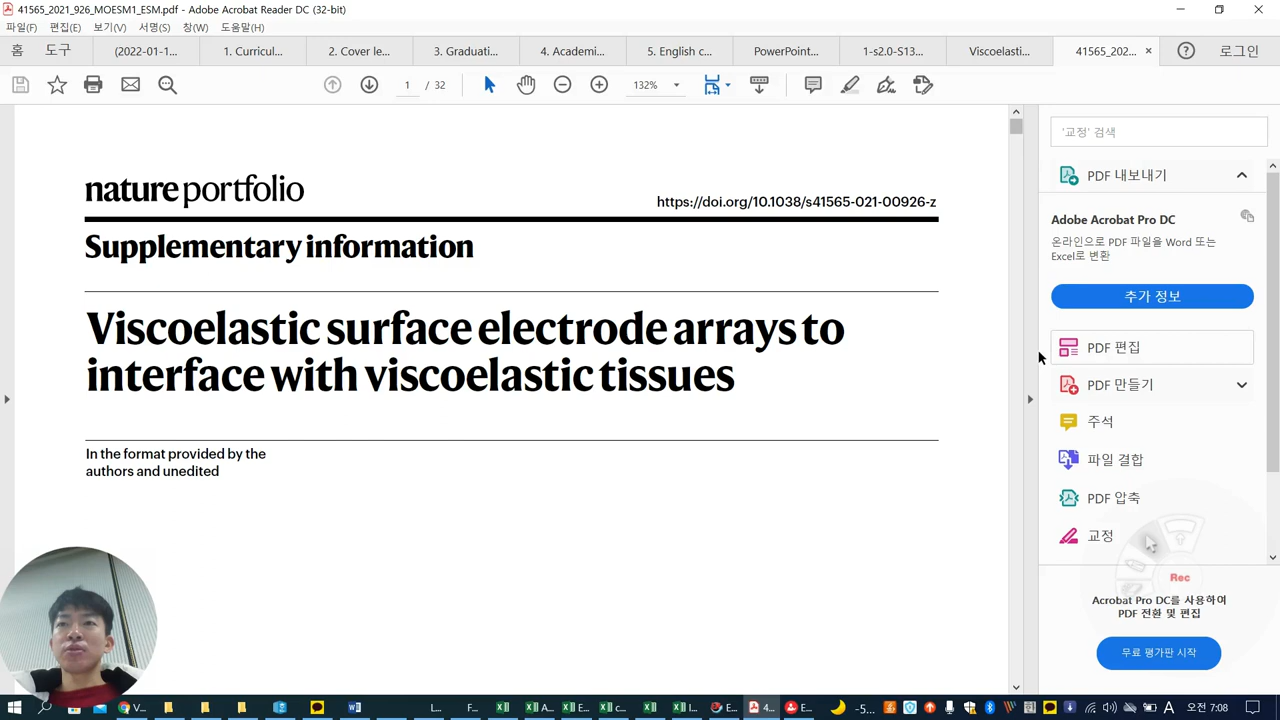 41565_2021_926_MOESM1_ESM.pdf - Adobe Acrobat Reader DC (32-bit)
파일(F) 편집(E) 보기(V) 서명(S) 창(W) 도움말(H)
홈 도구 (2022-01-1... 1. Curricul... 2. Cover le... 3. Graduati... 4. Academi... 5. English c... PowerPoint... 1-s2.0-S13... Viscoelasti... 41565_202... × ? 로그인
1 / 32 132%
'교정' 검색
PDF 내보내기
nature portfolio
https://doi.org/10.1038/s41565-021-00926-z
Adobe Acrobat Pro DC
온라인으로 PDF 파일을 Word 또는
Excel로 변환
Supplementary information
추가 정보
Viscoelastic surface electrode arrays to
interface with viscoelastic tissues
PDF 편집
PDF 만들기
주석
In the format provided by the
authors and unedited
파일 결합
PDF 압축
교정
Rec
Acrobat Pro DC를 사용하여
PDF 전환 및 편집
무료 평가판 시작
V... L... F... c... A... E... c... I... E... 4... E... -5... A 오전 7:08